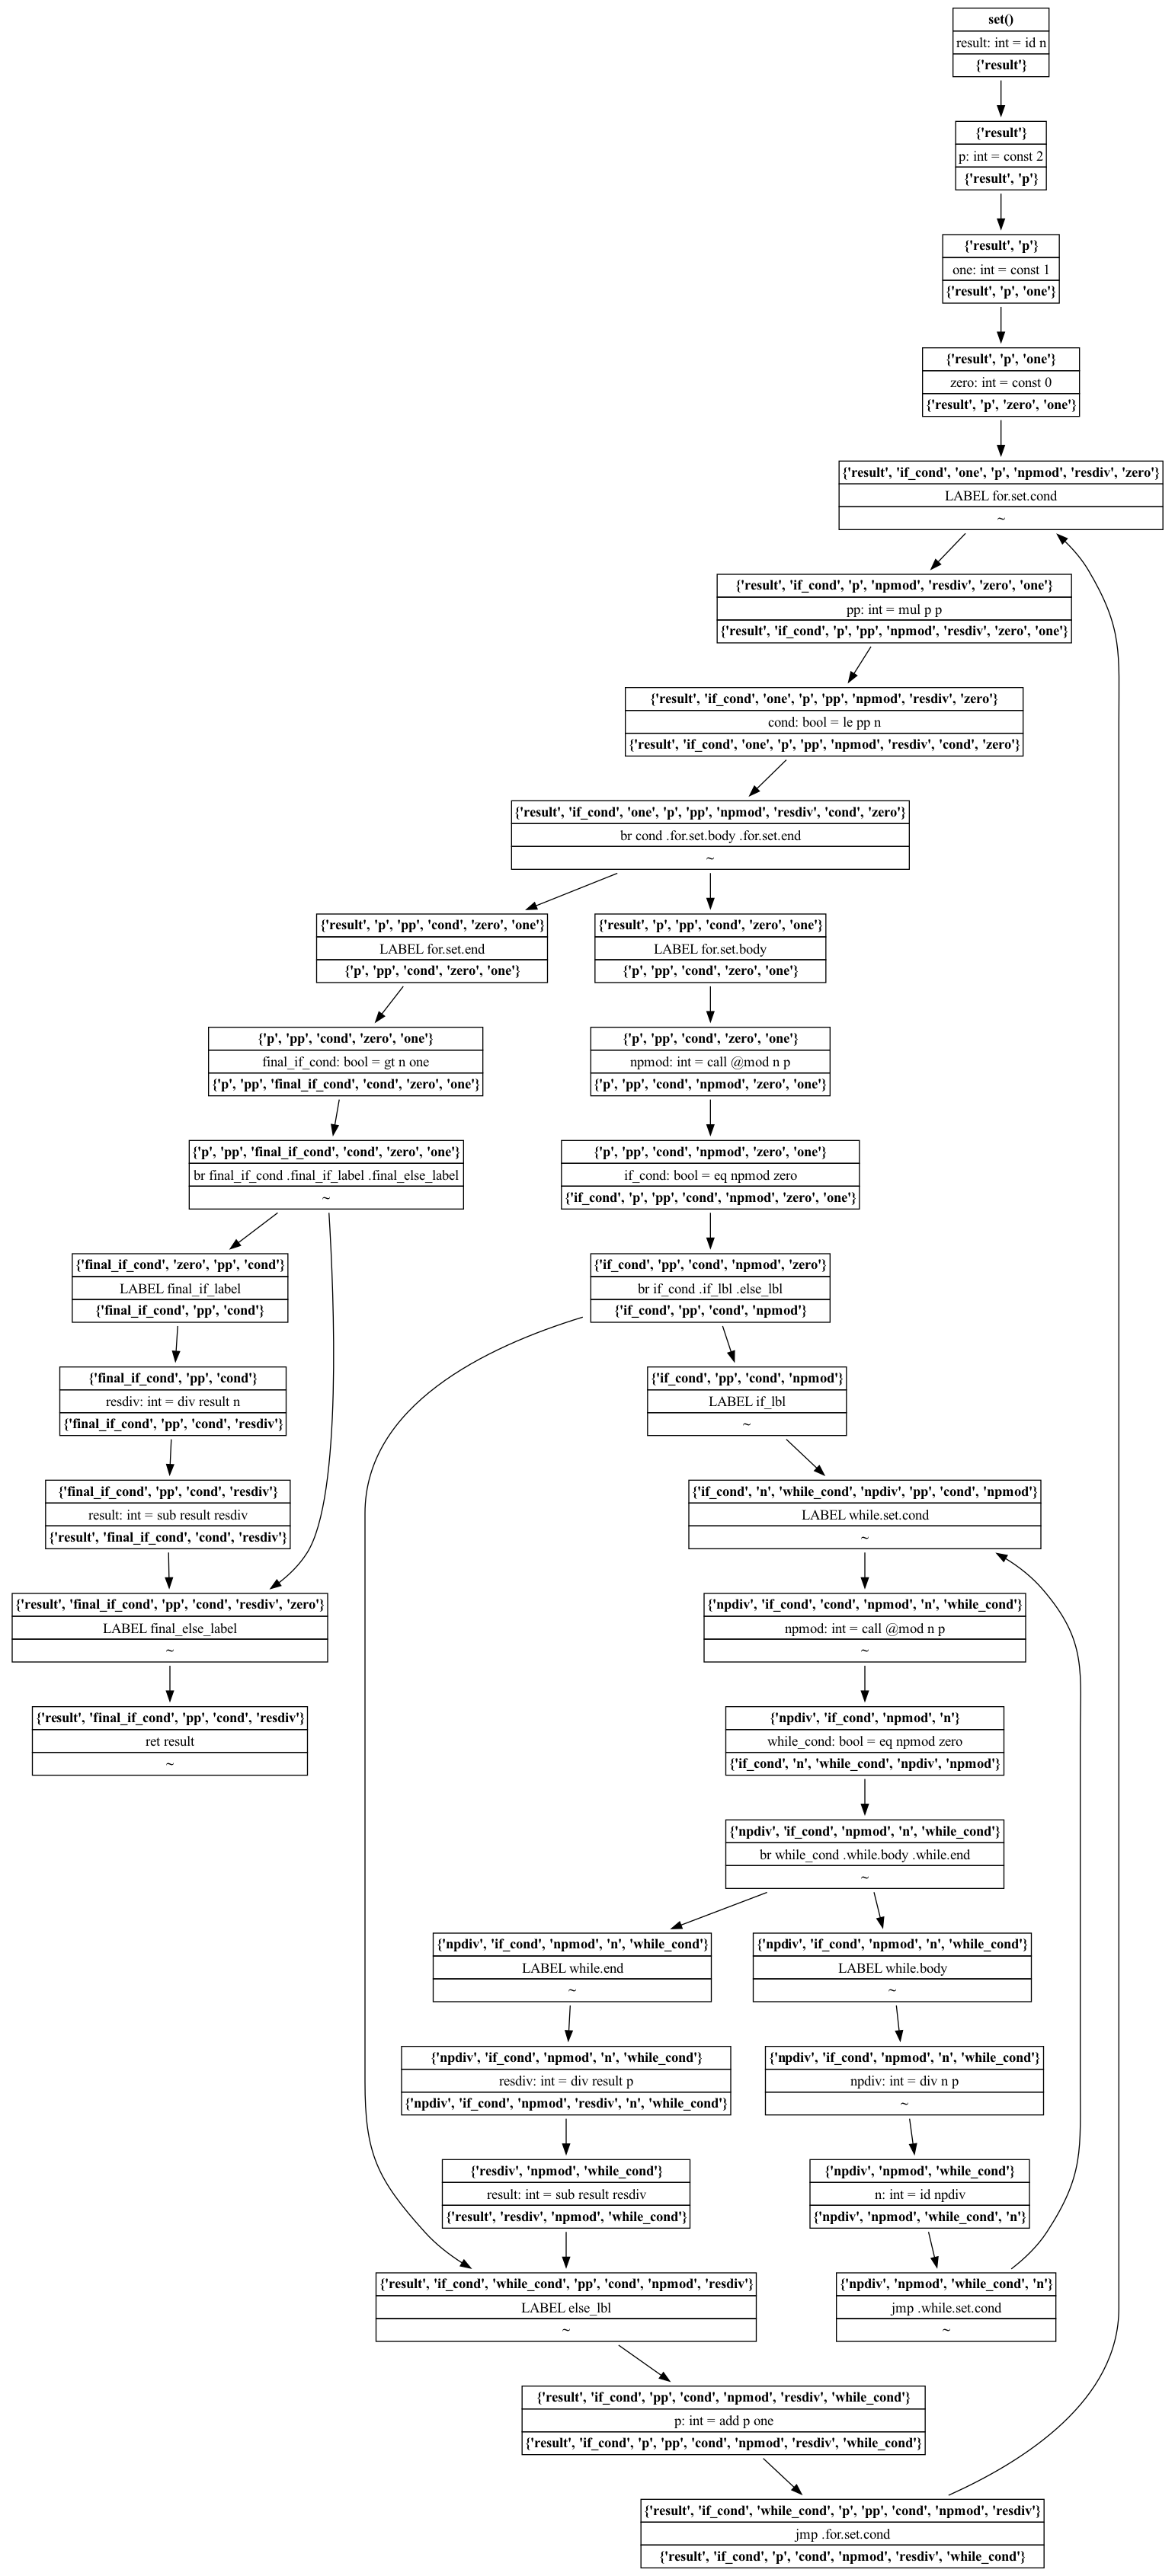 set()
result: int = id n
{'result'}
{'result'}
p: int = const 2
{'result', 'p'}
{'result', 'p'}
one: int = const 1
{'result', 'p', 'one'}
{'result', 'p', 'one'}
zero: int = const 0
{'result', 'p', 'zero', 'one'}
{'result', 'if_cond', 'one', 'p', 'npmod', 'resdiv', 'zero'}
LABEL for.set.cond
~
{'result', 'if_cond', 'p', 'npmod', 'resdiv', 'zero', 'one'}
pp: int = mul p p
{'result', 'if_cond', 'p', 'pp', 'npmod', 'resdiv', 'zero', 'one'}
{'result', 'if_cond', 'one', 'p', 'pp', 'npmod', 'resdiv', 'zero'}
cond: bool = le pp n
{'result', 'if_cond', 'one', 'p', 'pp', 'npmod', 'resdiv', 'cond', 'zero'}
{'result', 'if_cond', 'one', 'p', 'pp', 'npmod', 'resdiv', 'cond', 'zero'}
br cond .for.set.body .for.set.end
~
{'result', 'p', 'pp', 'cond', 'zero', 'one'}
LABEL for.set.end
{'p', 'pp', 'cond', 'zero', 'one'}
{'result', 'p', 'pp', 'cond', 'zero', 'one'}
LABEL for.set.body
{'p', 'pp', 'cond', 'zero', 'one'}
{'p', 'pp', 'cond', 'zero', 'one'}
final_if_cond: bool = gt n one
{'p', 'pp', 'final_if_cond', 'cond', 'zero', 'one'}
{'p', 'pp', 'cond', 'zero', 'one'}
npmod: int = call @mod n p
{'p', 'pp', 'cond', 'npmod', 'zero', 'one'}
{'p', 'pp', 'final_if_cond', 'cond', 'zero', 'one'}
br final_if_cond .final_if_label .final_else_label
~
{'p', 'pp', 'cond', 'npmod', 'zero', 'one'}
if_cond: bool = eq npmod zero
{'if_cond', 'p', 'pp', 'cond', 'npmod', 'zero', 'one'}
{'final_if_cond', 'zero', 'pp', 'cond'}
LABEL final_if_label
{'final_if_cond', 'pp', 'cond'}
{'if_cond', 'pp', 'cond', 'npmod', 'zero'}
br if_cond .if_lbl .else_lbl
{'if_cond', 'pp', 'cond', 'npmod'}
{'final_if_cond', 'pp', 'cond'}
resdiv: int = div result n
{'final_if_cond', 'pp', 'cond', 'resdiv'}
{'if_cond', 'pp', 'cond', 'npmod'}
LABEL if_lbl
~
{'final_if_cond', 'pp', 'cond', 'resdiv'}
result: int = sub result resdiv
{'result', 'final_if_cond', 'cond', 'resdiv'}
{'if_cond', 'n', 'while_cond', 'npdiv', 'pp', 'cond', 'npmod'}
LABEL while.set.cond
~
{'result', 'final_if_cond', 'pp', 'cond', 'resdiv', 'zero'}
LABEL final_else_label
~
{'npdiv', 'if_cond', 'cond', 'npmod', 'n', 'while_cond'}
npmod: int = call @mod n p
~
{'result', 'final_if_cond', 'pp', 'cond', 'resdiv'}
ret result
~
{'npdiv', 'if_cond', 'npmod', 'n'}
while_cond: bool = eq npmod zero
{'if_cond', 'n', 'while_cond', 'npdiv', 'npmod'}
{'npdiv', 'if_cond', 'npmod', 'n', 'while_cond'}
br while_cond .while.body .while.end
~
{'npdiv', 'if_cond', 'npmod', 'n', 'while_cond'}
LABEL while.end
~
{'npdiv', 'if_cond', 'npmod', 'n', 'while_cond'}
LABEL while.body
~
{'npdiv', 'if_cond', 'npmod', 'n', 'while_cond'}
resdiv: int = div result p
{'npdiv', 'if_cond', 'npmod', 'resdiv', 'n', 'while_cond'}
{'npdiv', 'if_cond', 'npmod', 'n', 'while_cond'}
npdiv: int = div n p
~
{'resdiv', 'npmod', 'while_cond'}
result: int = sub result resdiv
{'result', 'resdiv', 'npmod', 'while_cond'}
{'npdiv', 'npmod', 'while_cond'}
n: int = id npdiv
{'npdiv', 'npmod', 'while_cond', 'n'}
{'result', 'if_cond', 'while_cond', 'pp', 'cond', 'npmod', 'resdiv'}
LABEL else_lbl
~
{'npdiv', 'npmod', 'while_cond', 'n'}
jmp .while.set.cond
~
{'result', 'if_cond', 'pp', 'cond', 'npmod', 'resdiv', 'while_cond'}
p: int = add p one
{'result', 'if_cond', 'p', 'pp', 'cond', 'npmod', 'resdiv', 'while_cond'}
{'result', 'if_cond', 'while_cond', 'p', 'pp', 'cond', 'npmod', 'resdiv'}
jmp .for.set.cond
{'result', 'if_cond', 'p', 'cond', 'npmod', 'resdiv', 'while_cond'}